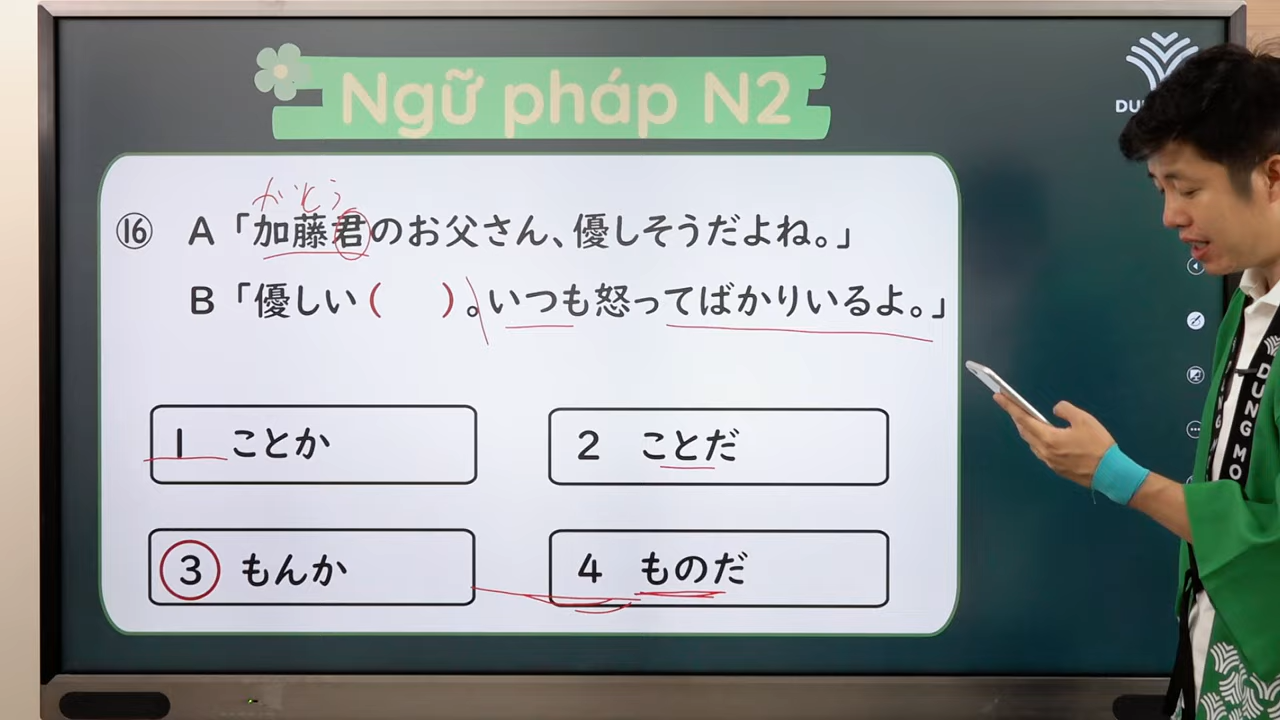 Ngữ pháp N2
かとう
⑯ A「加藤君のお父さん、優しそうだよね。」
B「優しい( )。いつも怒ってばかりいるよ。」
1 ことか
2 ことだ
3 もんか
4 ものだ
DUNG MO